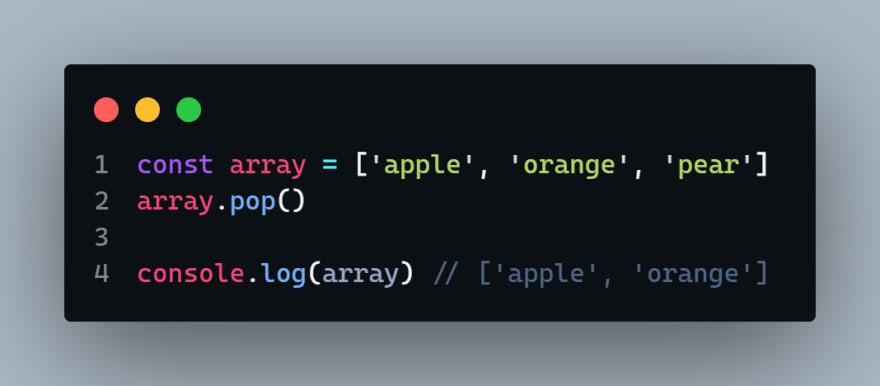 1 const array = ['apple', 'orange', 'pear']
2 array.pop()
3
4 console.log(array) // ['apple', 'orange']